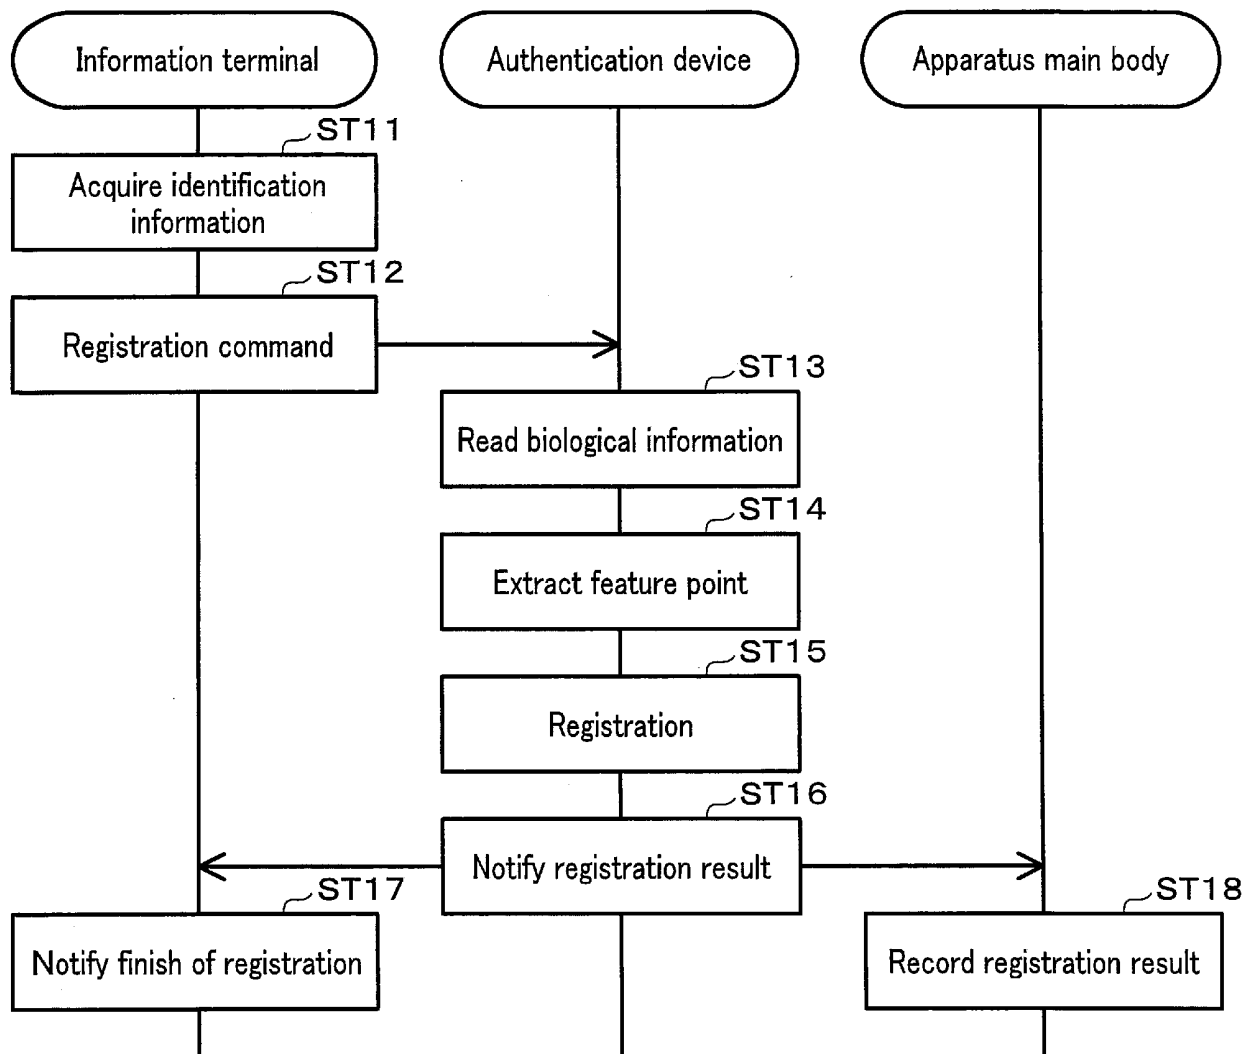 Information terminal
Authentication device
Apparatus main body
ST11
Acquire identification
information
ST12
Registration command
ST13
Read biological information
ST14
Extract feature point
ST15
Registration
ST16
Notify registration result
ST17
Notify finish of registration
ST18
Record registration result